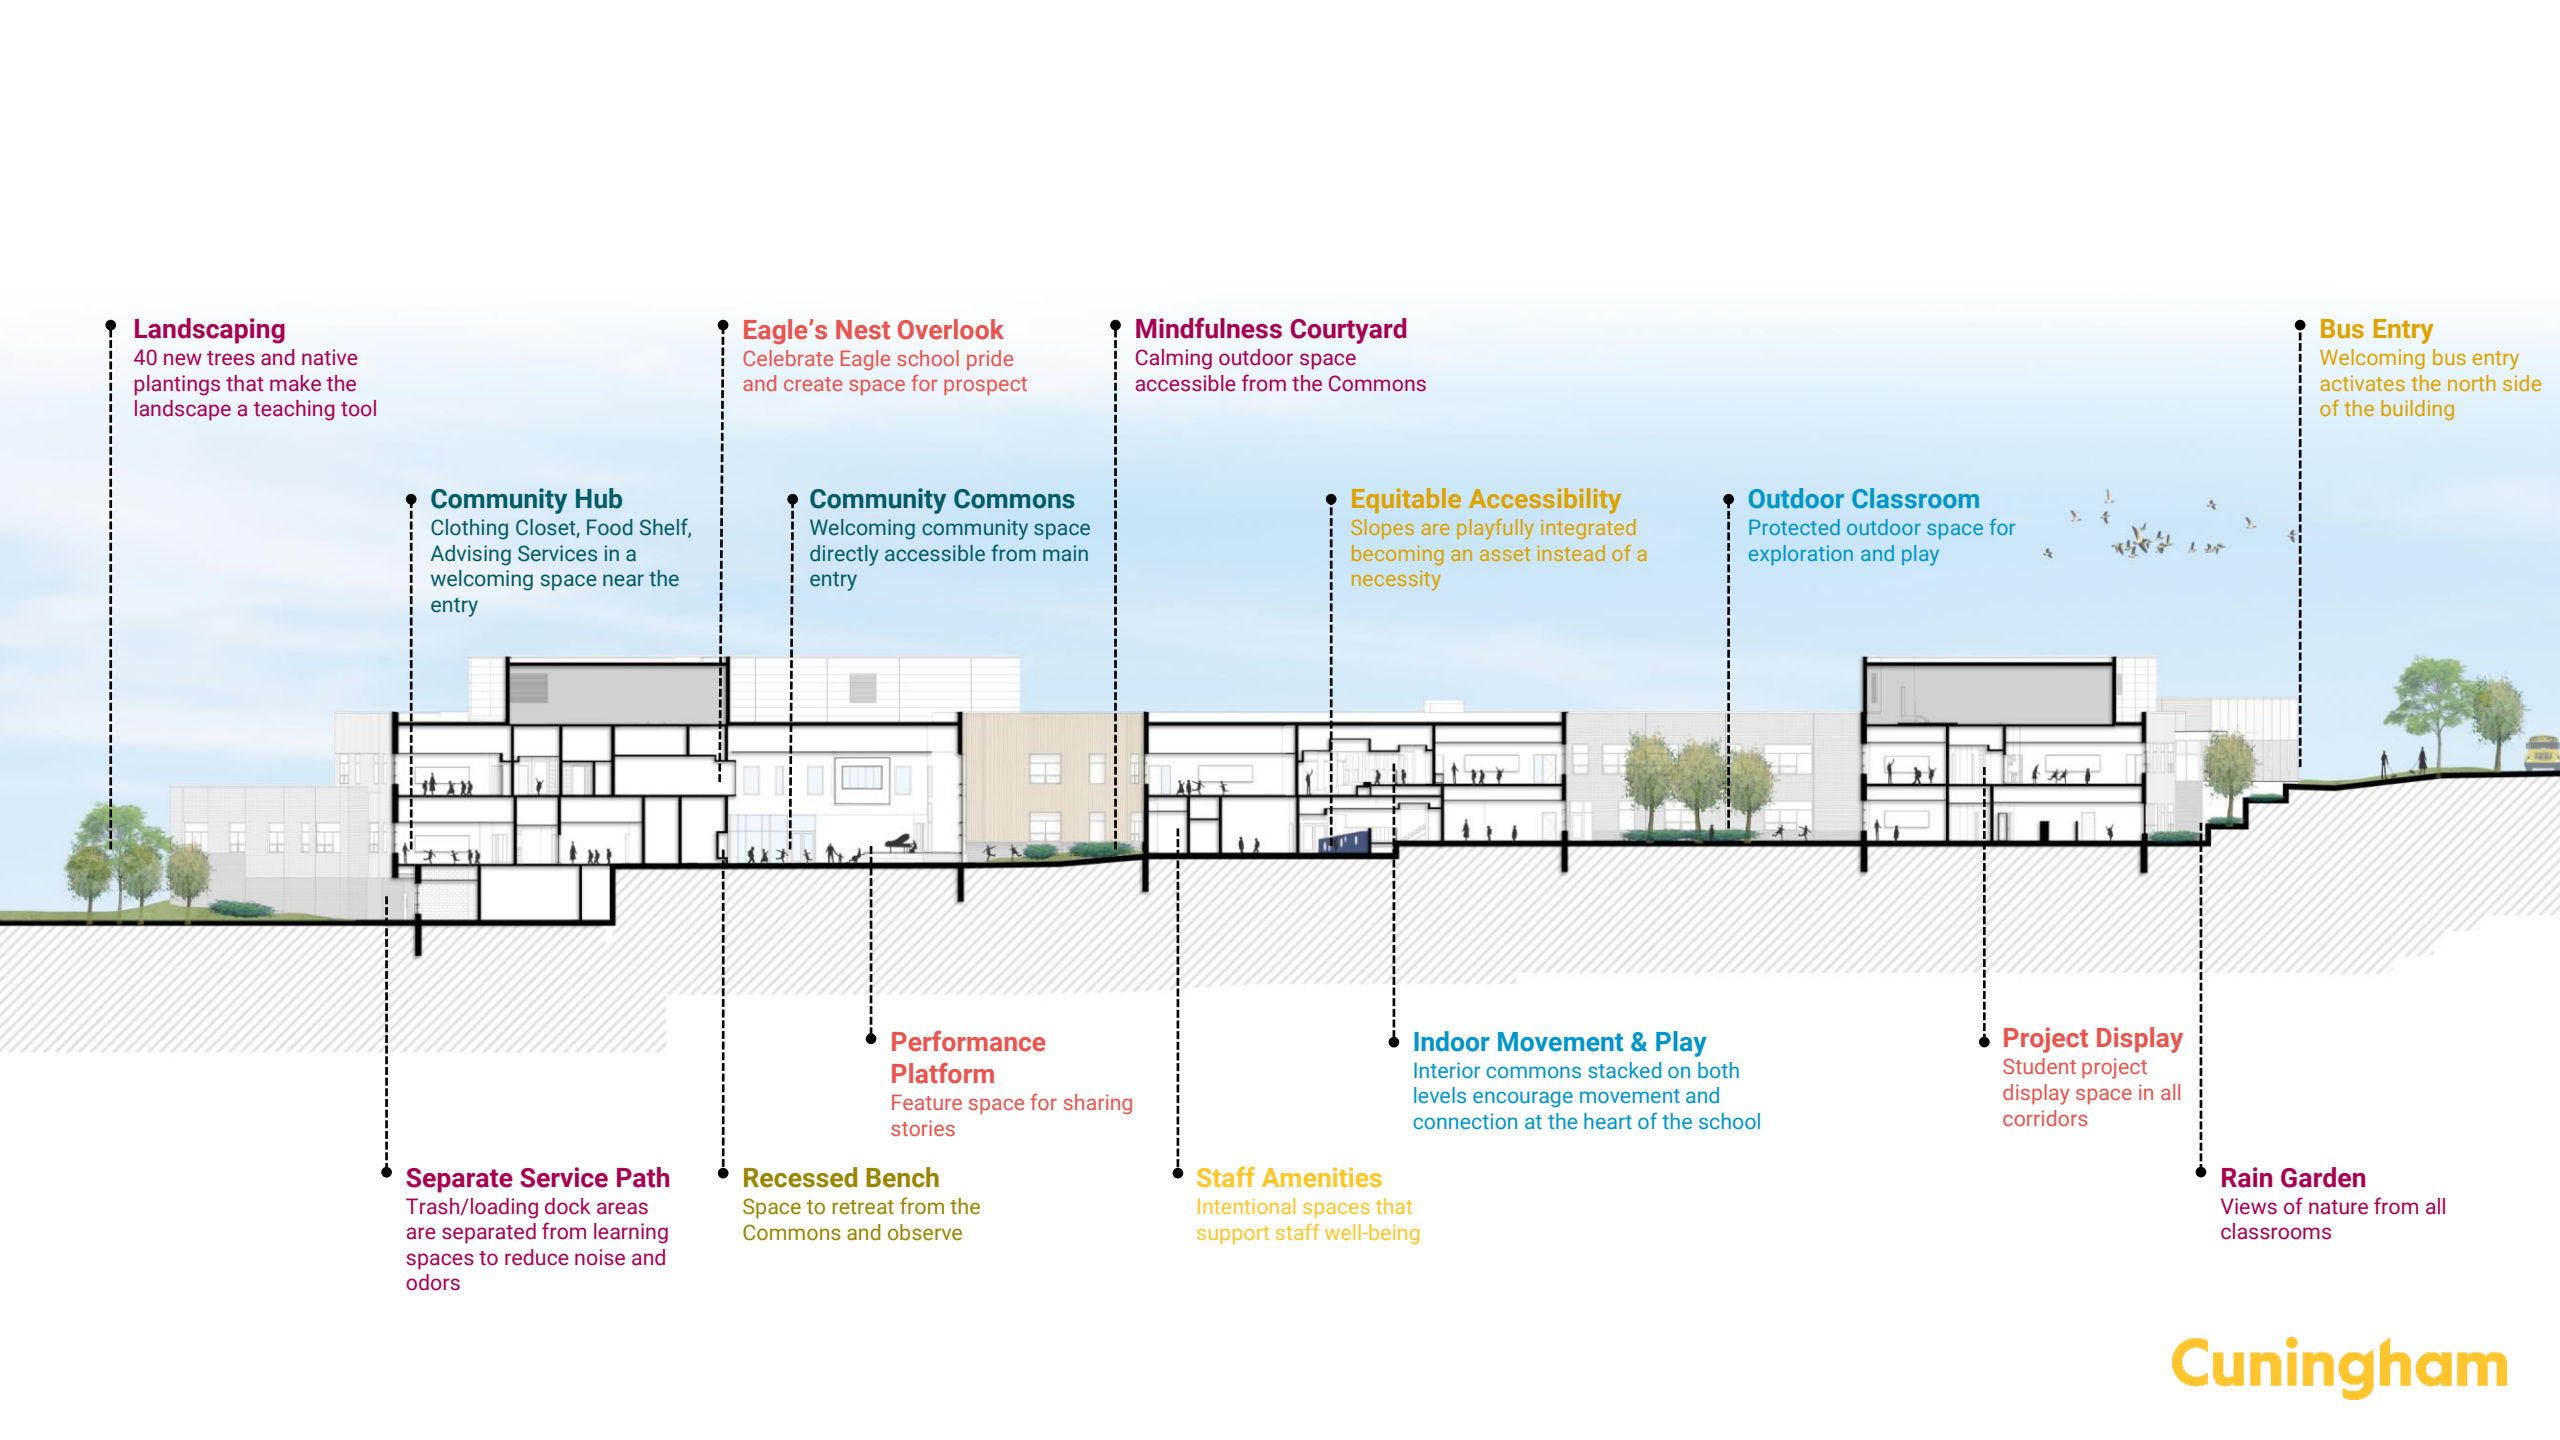 Landscaping
40 new trees and native
plantings that make the
landscape a teaching tool
Eagle’s Nest Overlook
Celebrate Eagle school pride
and create space for prospect
Mindfulness Courtyard
Calming outdoor space
accessible from the Commons
Bus Entry
Welcoming bus entry
activates the north side
of the building
Community Hub
Clothing Closet, Food Shelf,
Advising Services in a
welcoming space near the
entry
Community Commons
Welcoming community space
directly accessible from main
entry
Equitable Accessibility
Slopes are playfully integrated
becoming an asset instead of a
necessity
Outdoor Classroom
Protected outdoor space for
exploration and play
Performance
Platform
Feature space for sharing
stories
Indoor Movement & Play
Interior commons stacked on both
levels encourage movement and
connection at the heart of the school
Project Display
Student project
display space in all
corridors
Separate Service Path
Trash/loading dock areas
are separated from learning
spaces to reduce noise and
odors
Recessed Bench
Space to retreat from the
Commons and observe
Staff Amenities
Intentional spaces that
support staff well-being
Rain Garden
Views of nature from all
classrooms
Cuningham